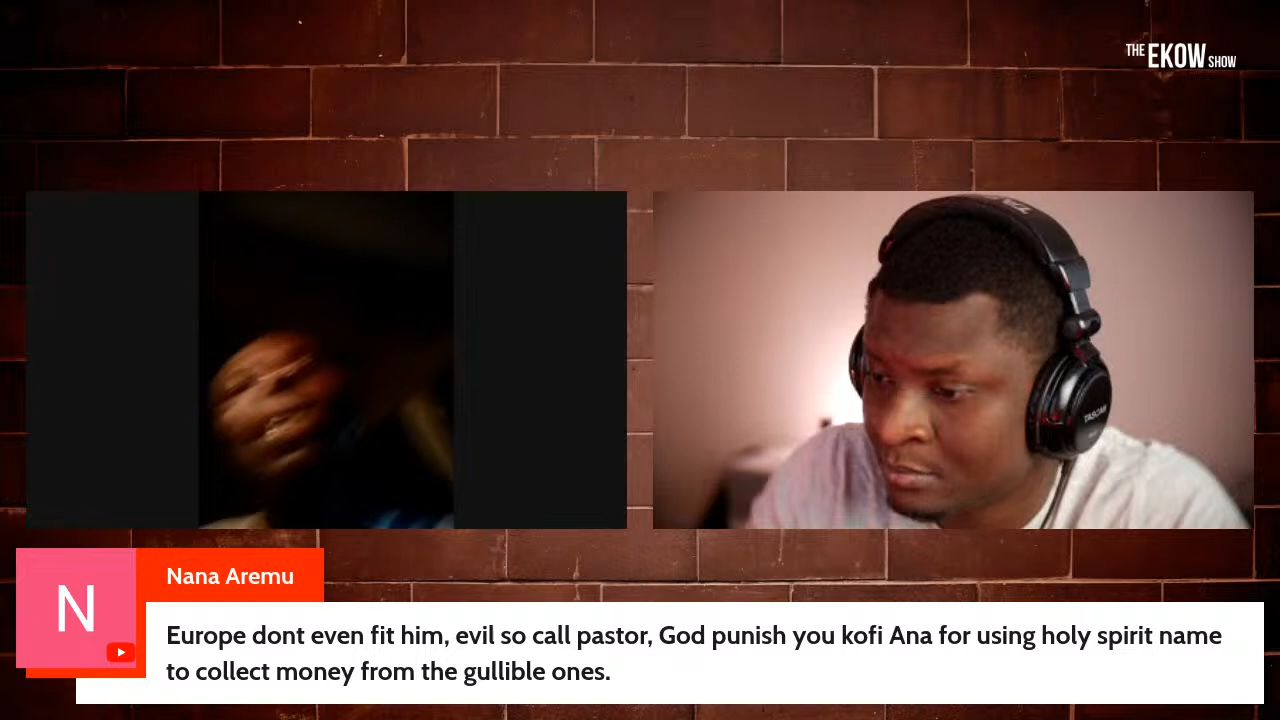 THE EKOW SHOW
TASCAM
Nana Aremu
N
Europe dont even fit him, evil so call pastor, God punish you kofi Ana for using holy spirit name
to collect money from the gullible ones.